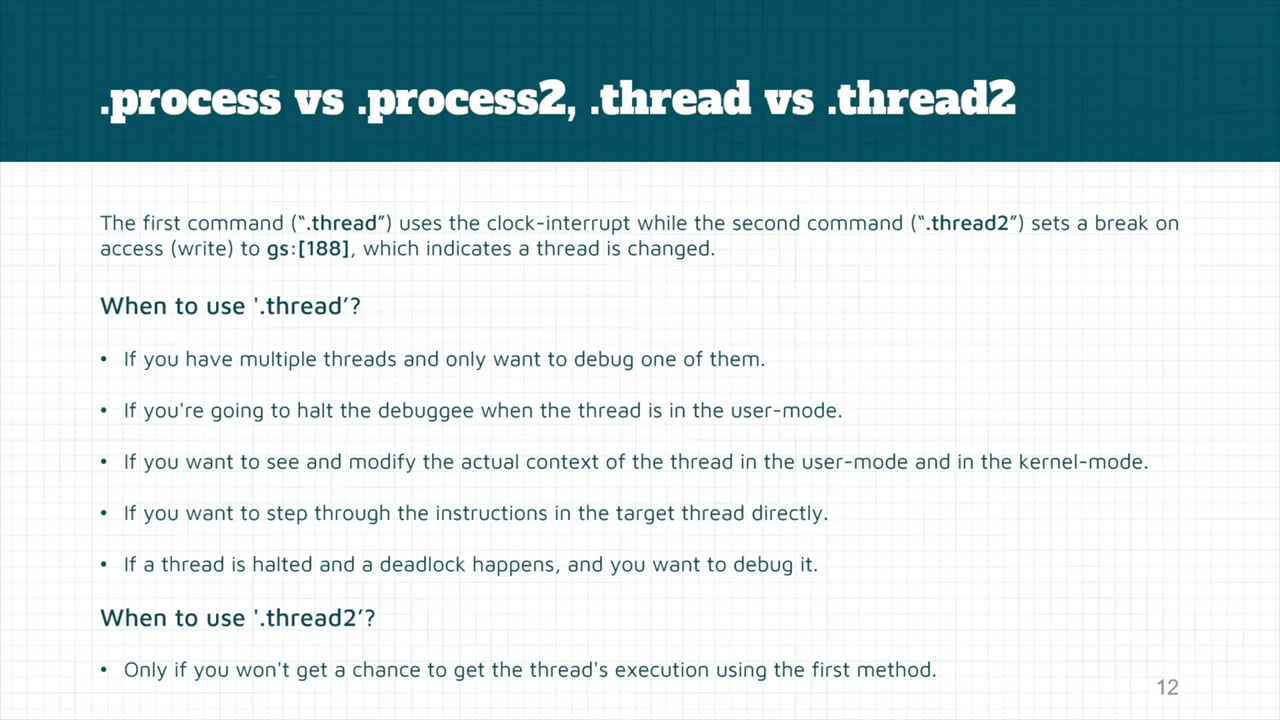 .process vs .process2, .thread vs .thread2
The first command (“.thread”) uses the clock-interrupt while the second command (“.thread2”) sets a break on
access (write) to gs:[188], which indicates a thread is changed.
When to use '.thread’?
• If you have multiple threads and only want to debug one of them.
• If you're going to halt the debuggee when the thread is in the user-mode.
• If you want to see and modify the actual context of the thread in the user-mode and in the kernel-mode.
• If you want to step through the instructions in the target thread directly.
• If a thread is halted and a deadlock happens, and you want to debug it.
When to use '.thread2’?
• Only if you won't get a chance to get the thread's execution using the first method.
12